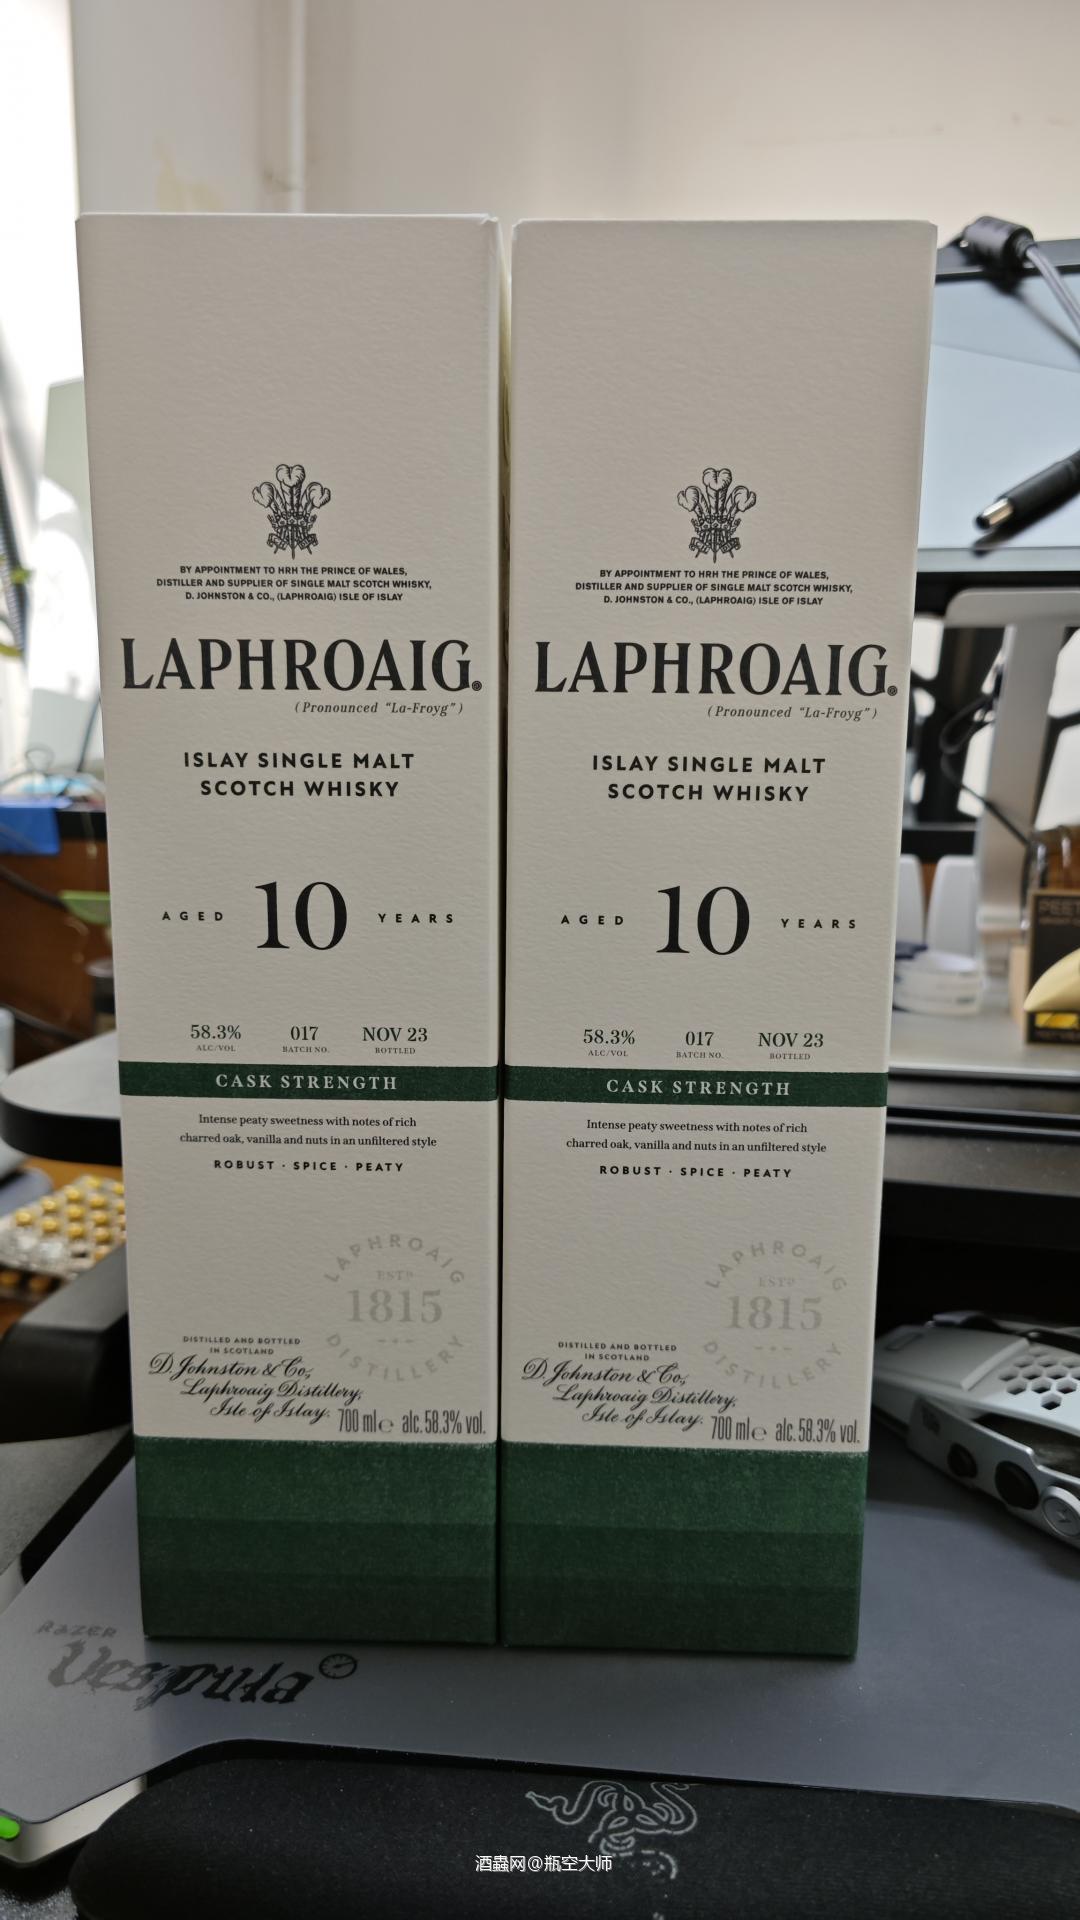 BY APPOINTMENT TO HRH THE PRINCE OF WALES,
DISTILLER AND SUPPLIER OF SINGLE MALT SCOTCH WHISKY,
D. JOHNSTON & CO., (LAPHROAIG) ISLE OF ISLAY
LAPHROAIG®
(Pronounced “La-Froyg”)
ISLAY SINGLE MALT
SCOTCH WHISKY
AGED 10 YEARS
58.3% 017 NOV 23
ALC/VOL BATCH NO. BOTTLED
CASK STRENGTH
Intense peaty sweetness with notes of rich
charred oak, vanilla and nuts in an unfiltered style
ROBUST · SPICE · PEATY
LAPHROAIG
ESTD
1815
DISTILLERY
DISTILLED AND BOTTLED
IN SCOTLAND
D. Johnston & Co.,
Laphroaig Distillery,
Isle of Islay.
700 ml℮ alc. 58.3% vol.
BY APPOINTMENT TO HRH THE PRINCE OF WALES,
DISTILLER AND SUPPLIER OF SINGLE MALT SCOTCH WHISKY,
D. JOHNSTON & CO., (LAPHROAIG) ISLE OF ISLAY
LAPHROAIG®
(Pronounced “La-Froyg”)
ISLAY SINGLE MALT
SCOTCH WHISKY
AGED 10 YEARS
58.3% 017 NOV 23
ALC/VOL BATCH NO. BOTTLED
CASK STRENGTH
Intense peaty sweetness with notes of rich
charred oak, vanilla and nuts in an unfiltered style
ROBUST · SPICE · PEATY
LAPHROAIG
ESTD
1815
DISTILLERY
DISTILLED AND BOTTLED
IN SCOTLAND
D. Johnston & Co.,
Laphroaig Distillery,
Isle of Islay.
700 ml℮ alc. 58.3% vol.
PEET
RAZER
Vespula
酒蟲网@瓶空大师